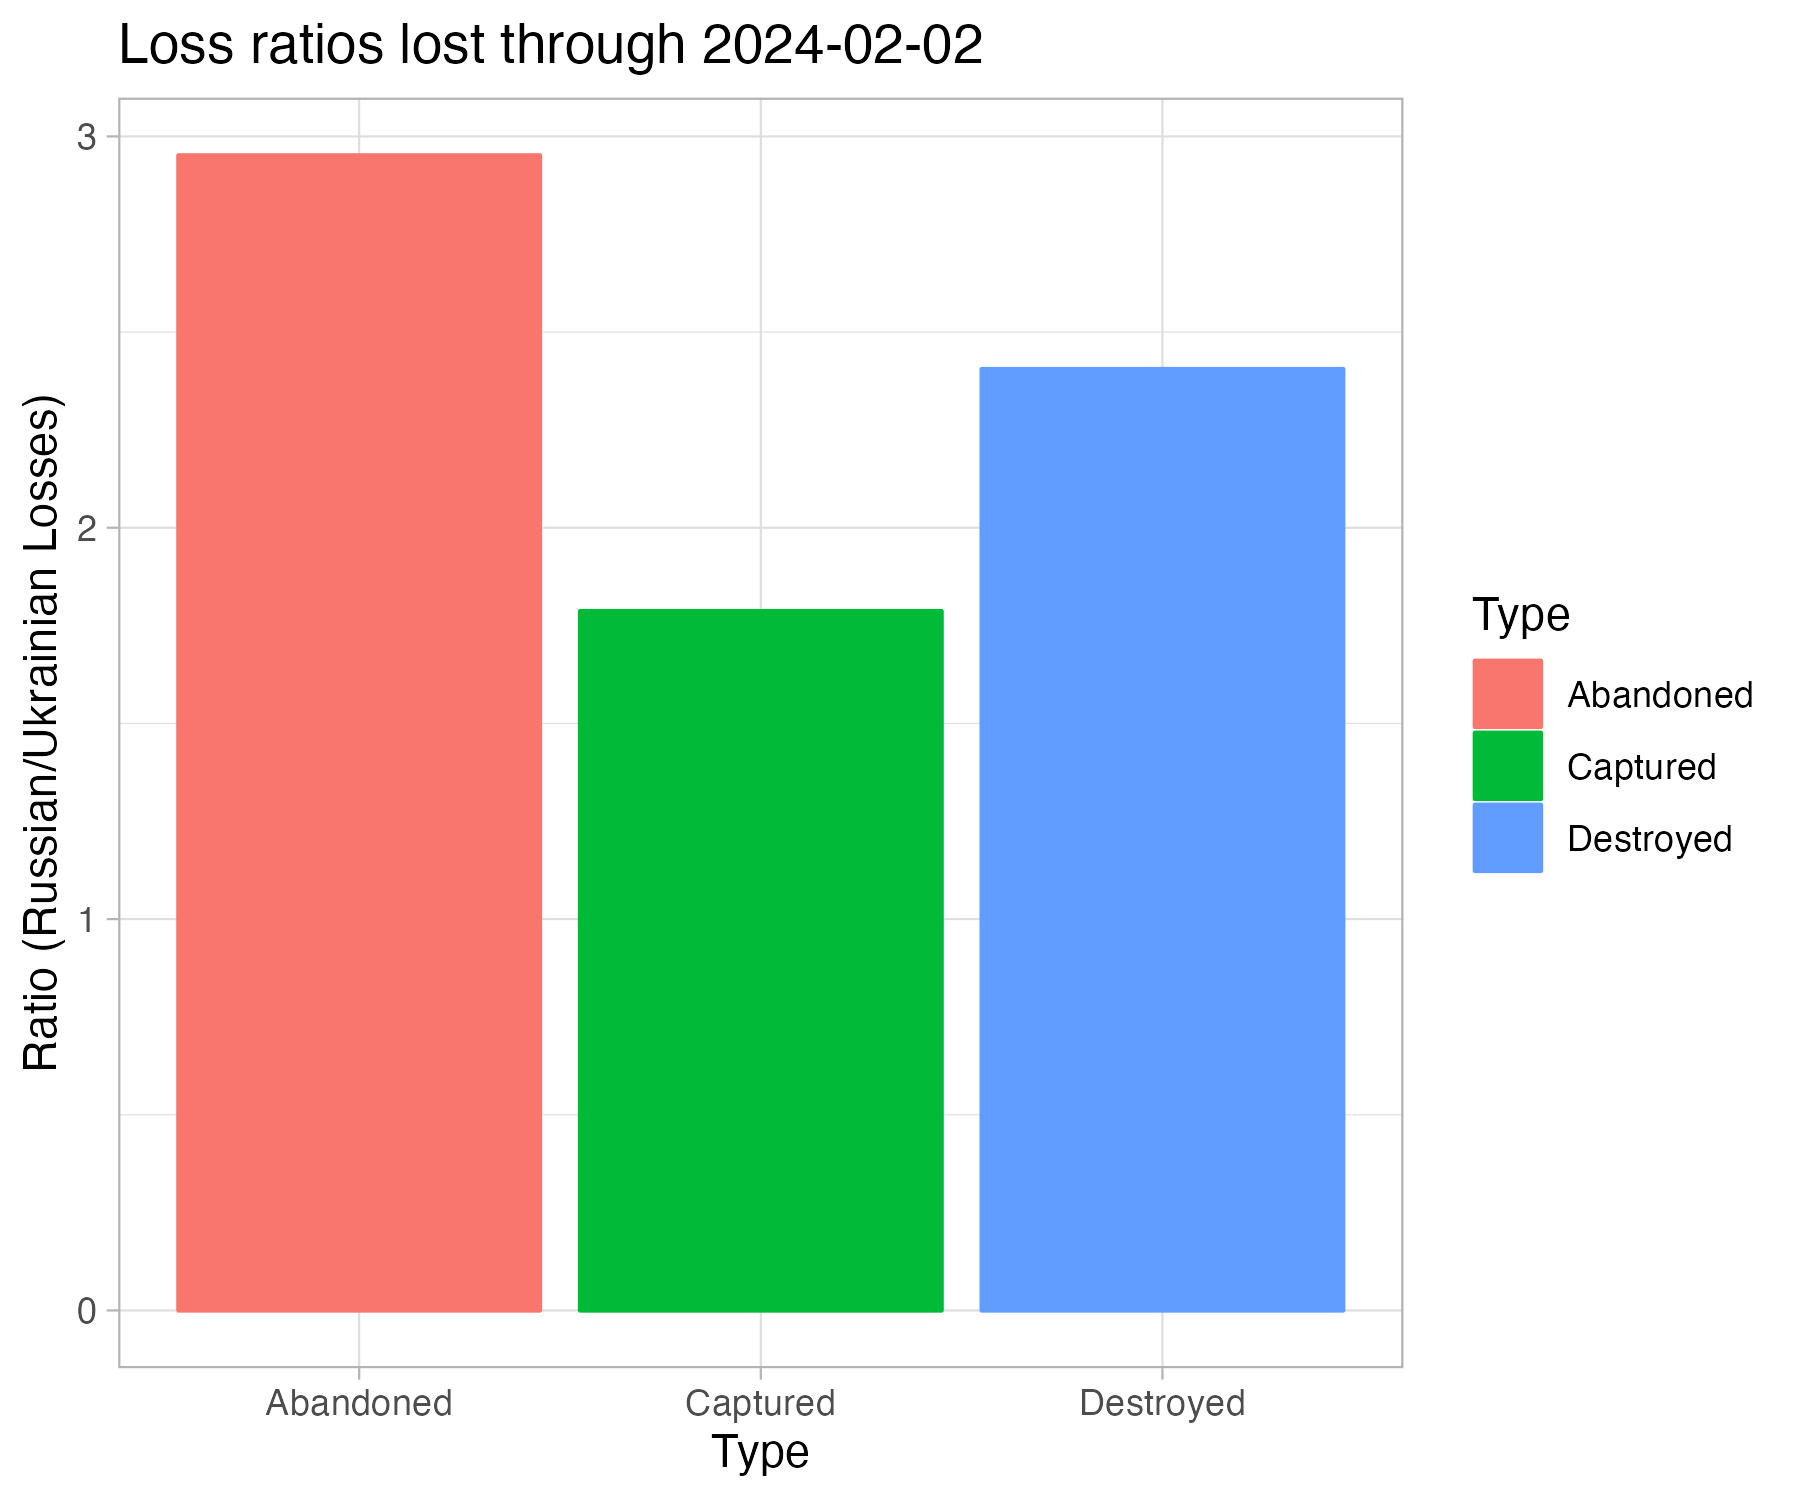 Loss ratios lost through 2024-02-02
Ratio (Russian/Ukrainian Losses)
3
2
1
0
Abandoned
Captured
Destroyed
Type
Type
Abandoned
Captured
Destroyed